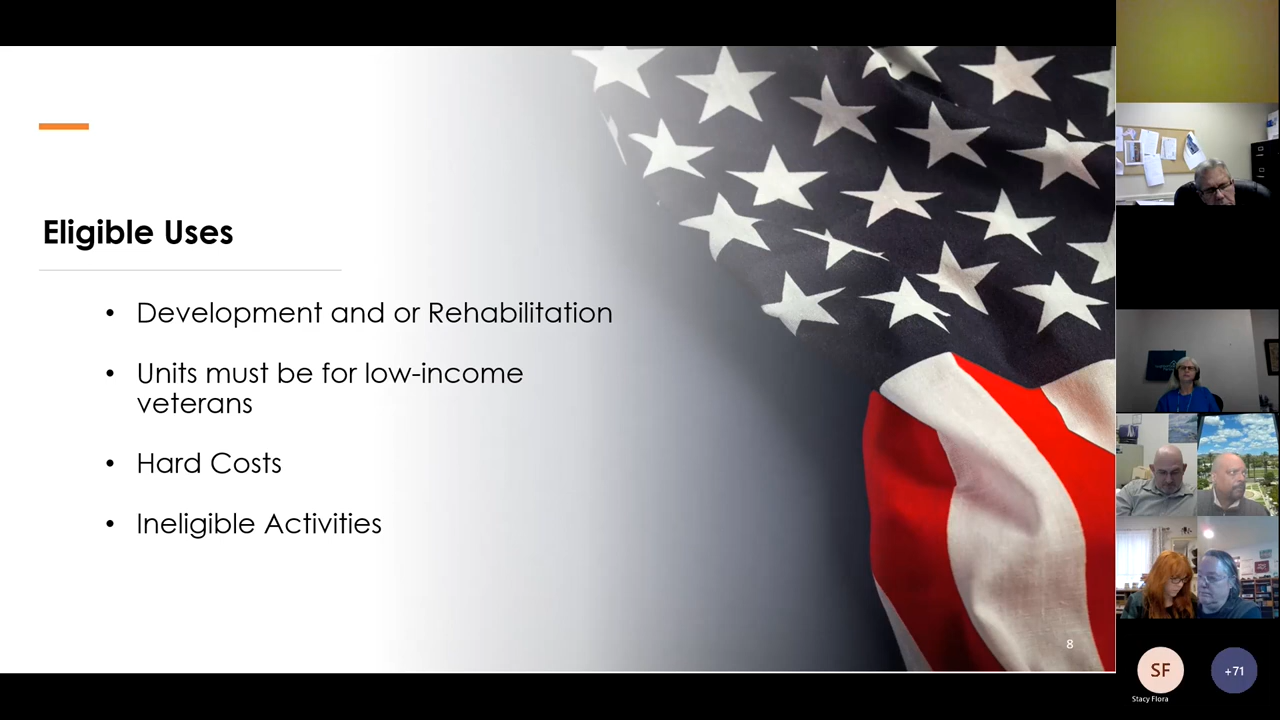 Eligible Uses
• Development and or Rehabilitation
• Units must be for low-income
veterans
• Hard Costs
• Ineligible Activities
8
SF
+71
Stacy Flora